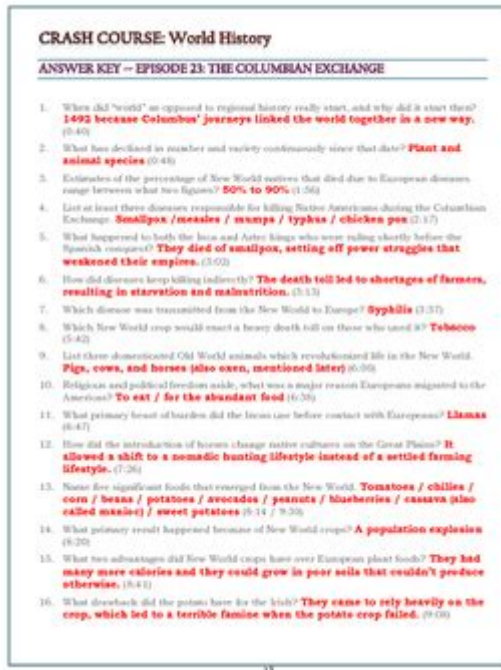 CRASH COURSE: World History
ANSWER KEY – EPISODE 23: THE COLUMBIAN EXCHANGE
1. When did "world" as opposed to regional history really start, and why did it start then?
1492 because Columbus' journeys linked the world together in a new way.
(0:40)
2. What has declined in number and variety continuously since that date? Plant and
animal species (0:48)
3. Estimates of the percentage of New World natives that died due to European diseases
range between what two figures? 50% to 90% (1:56)
4. List at least three diseases responsible for killing Native Americans during the Columbian
Exchange. Smallpox / measles / mumps / typhus / chicken pox (2:17)
5. What happened to both the Inca and Aztec kings who were ruling shortly before the
Spanish conquest? They died of smallpox, setting off power struggles that
weakened their empires. (3:02)
6. How did diseases keep killing indirectly? The death toll led to shortages of farmers,
resulting in starvation and malnutrition. (3:13)
7. Which disease was transmitted from the New World to Europe? Syphilis (3:37)
8. Which New World crop would exact a heavy death toll on those who used it? Tobacco
(5:42)
9. List three domesticated Old World animals which revolutionized life in the New World.
Pigs, cows, and horses (also oxen, mentioned later) (6:00)
10. Religious and political freedom aside, what was a major reason Europeans migrated to the
Americas? To eat / for the abundant food (6:38)
11. What primary beast of burden did the Incas use before contact with Europeans? Llamas
(6:47)
12. How did the introduction of horses change native cultures on the Great Plains? It
allowed a shift to a nomadic hunting lifestyle instead of a settled farming
lifestyle. (7:26)
13. Name five significant foods that emerged from the New World. Tomatoes / chilies /
corn / beans / potatoes / avocados / peanuts / blueberries / cassava (also
called manioc) / sweet potatoes (8:14 / 9:30)
14. What primary result happened because of New World crops? A population explosion
(8:20)
15. What two advantages did New World crops have over European plant foods? They had
many more calories and they could grow in poor soils that couldn't produce
otherwise. (8:41)
16. What drawback did the potato have for the Irish? They came to rely heavily on the
crop, which led to a terrible famine when the potato crop failed. (9:08)